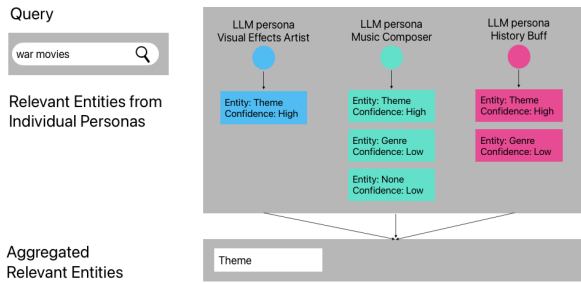 Query
war movies
Relevant Entities from
Individual Personas
LLM persona
Visual Effects Artist
Entity: Theme
Confidence: High
LLM persona
Music Composer
Entity: Theme
Confidence: High
Entity: Genre
Confidence: Low
Entity: None
Confidence: Low
LLM persona
History Buff
Entity: Theme
Confidence: High
Entity: Genre
Confidence: Low
Aggregated
Relevant Entities
Theme